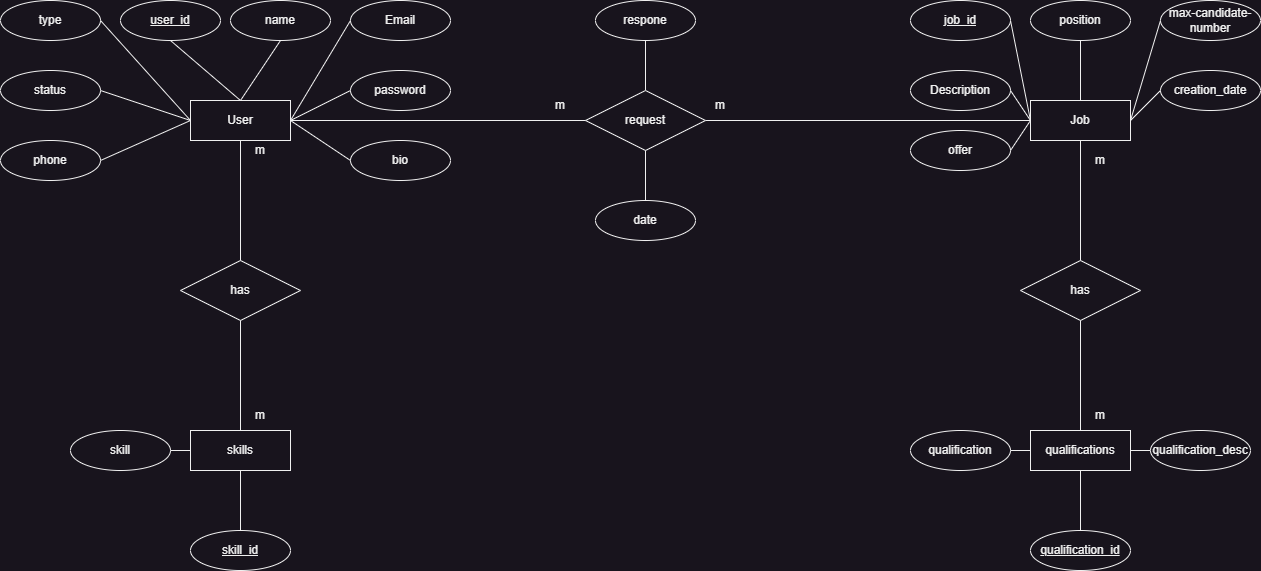 type
user_id
name
Email
respone
job_id
position
max-candidate-
number
status
password
Description
creation_date
m
m
User
request
Job
m
phone
bio
offer
m
date
has
has
m
m
skill
skills
qualification
qualifications
qualification_desc
skill_id
qualification_id